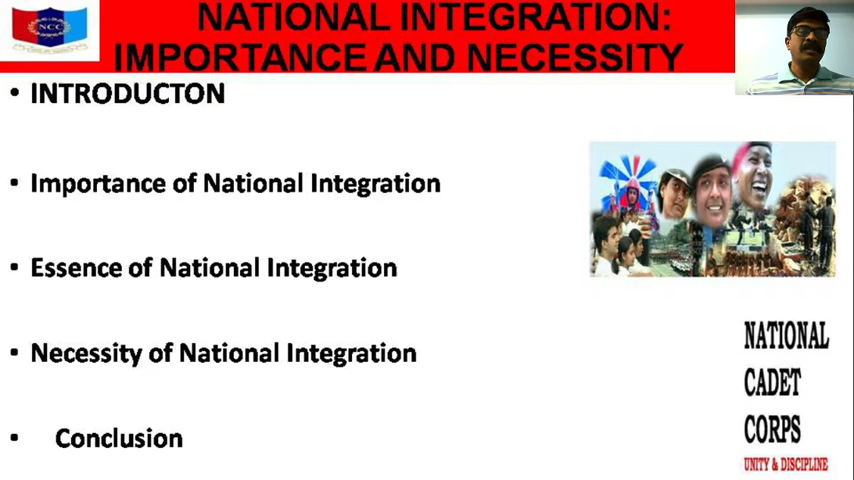 NCC
NATIONAL INTEGRATION:
IMPORTANCE AND NECESSITY
• INTRODUCTON
• Importance of National Integration
• Essence of National Integration
• Necessity of National Integration
• Conclusion
NATIONAL
CADET
CORPS
UNITY & DISCIPLINE